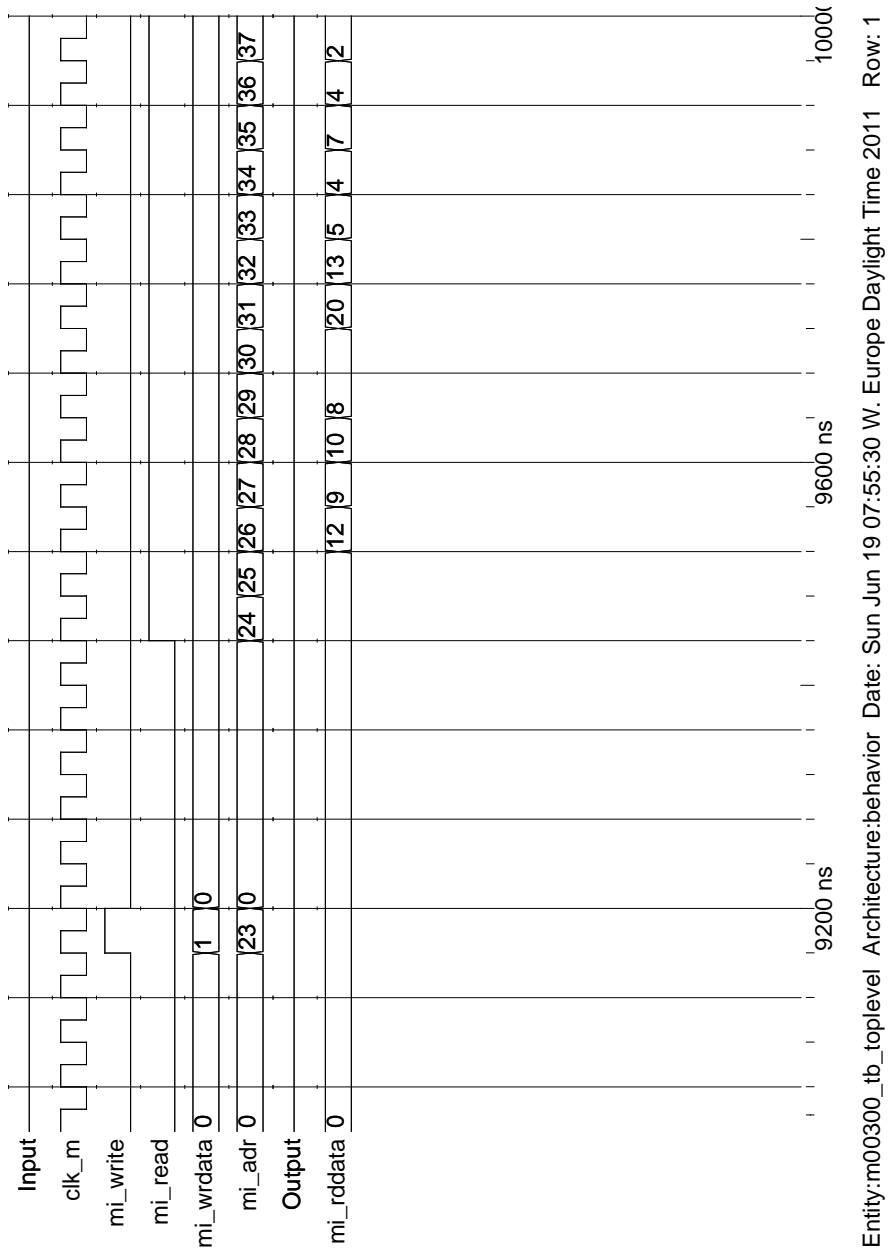 Input
clk_m
mi_write
mi_read
mi_wrdata 0 1 0
mi_adr 0 23 0 24 25 26 27 28 29 30 31 32 33 34 35 36 37
Output
mi_rddata 0 12 9 10 8 20 13 5 4 7 4 2
9200 ns 9600 ns
Entity:m00300_tb_toplevel Architecture:behavior Date: Sun Jun 19 07:55:30 W. Europe Daylight Time 2011 Row: 1